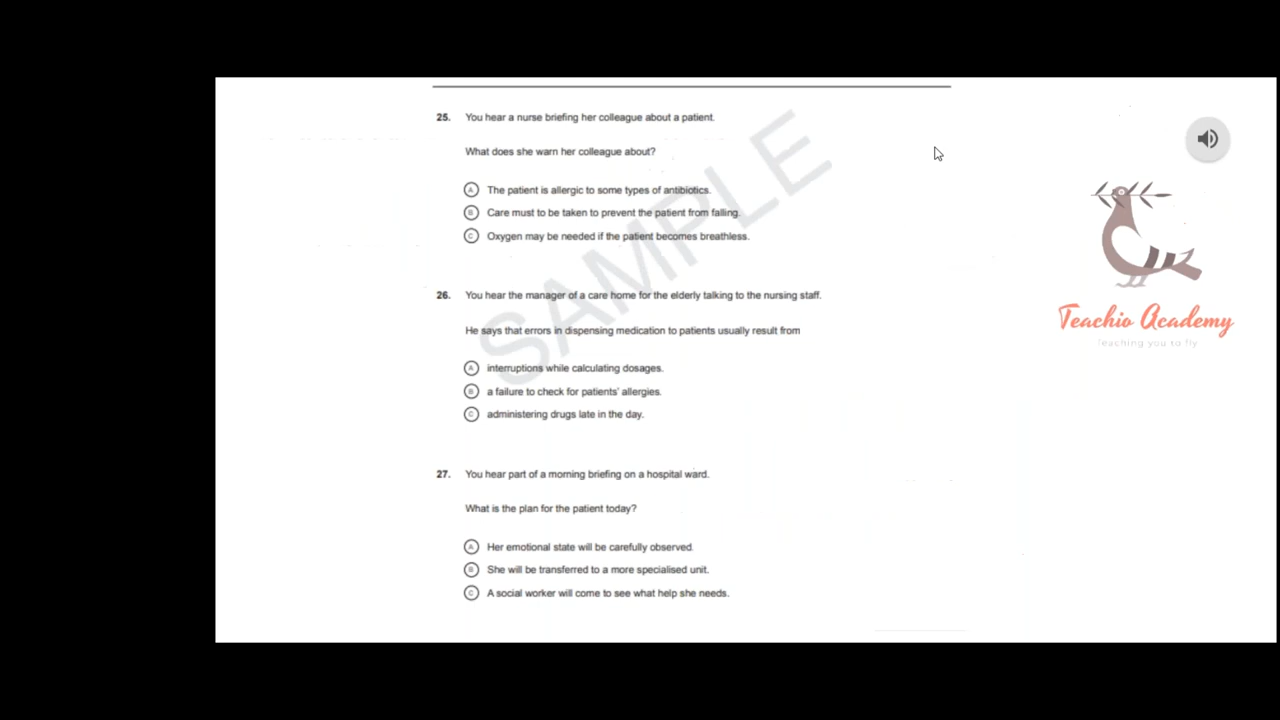 25. You hear a nurse briefing her colleague about a patient.
What does she warn her colleague about?
A The patient is allergic to some types of antibiotics.
B Care must to be taken to prevent the patient from falling.
C Oxygen may be needed if the patient becomes breathless.
26. You hear the manager of a care home for the elderly talking to the nursing staff.
He says that errors in dispensing medication to patients usually result from
A interruptions while calculating dosages.
B a failure to check for patients' allergies.
C administering drugs late in the day.
27. You hear part of a morning briefing on a hospital ward.
What is the plan for the patient today?
A Her emotional state will be carefully observed.
B She will be transferred to a more specialised unit.
C A social worker will come to see what help she needs.
SAMPLE
Teachio Academy
Teaching you to fly